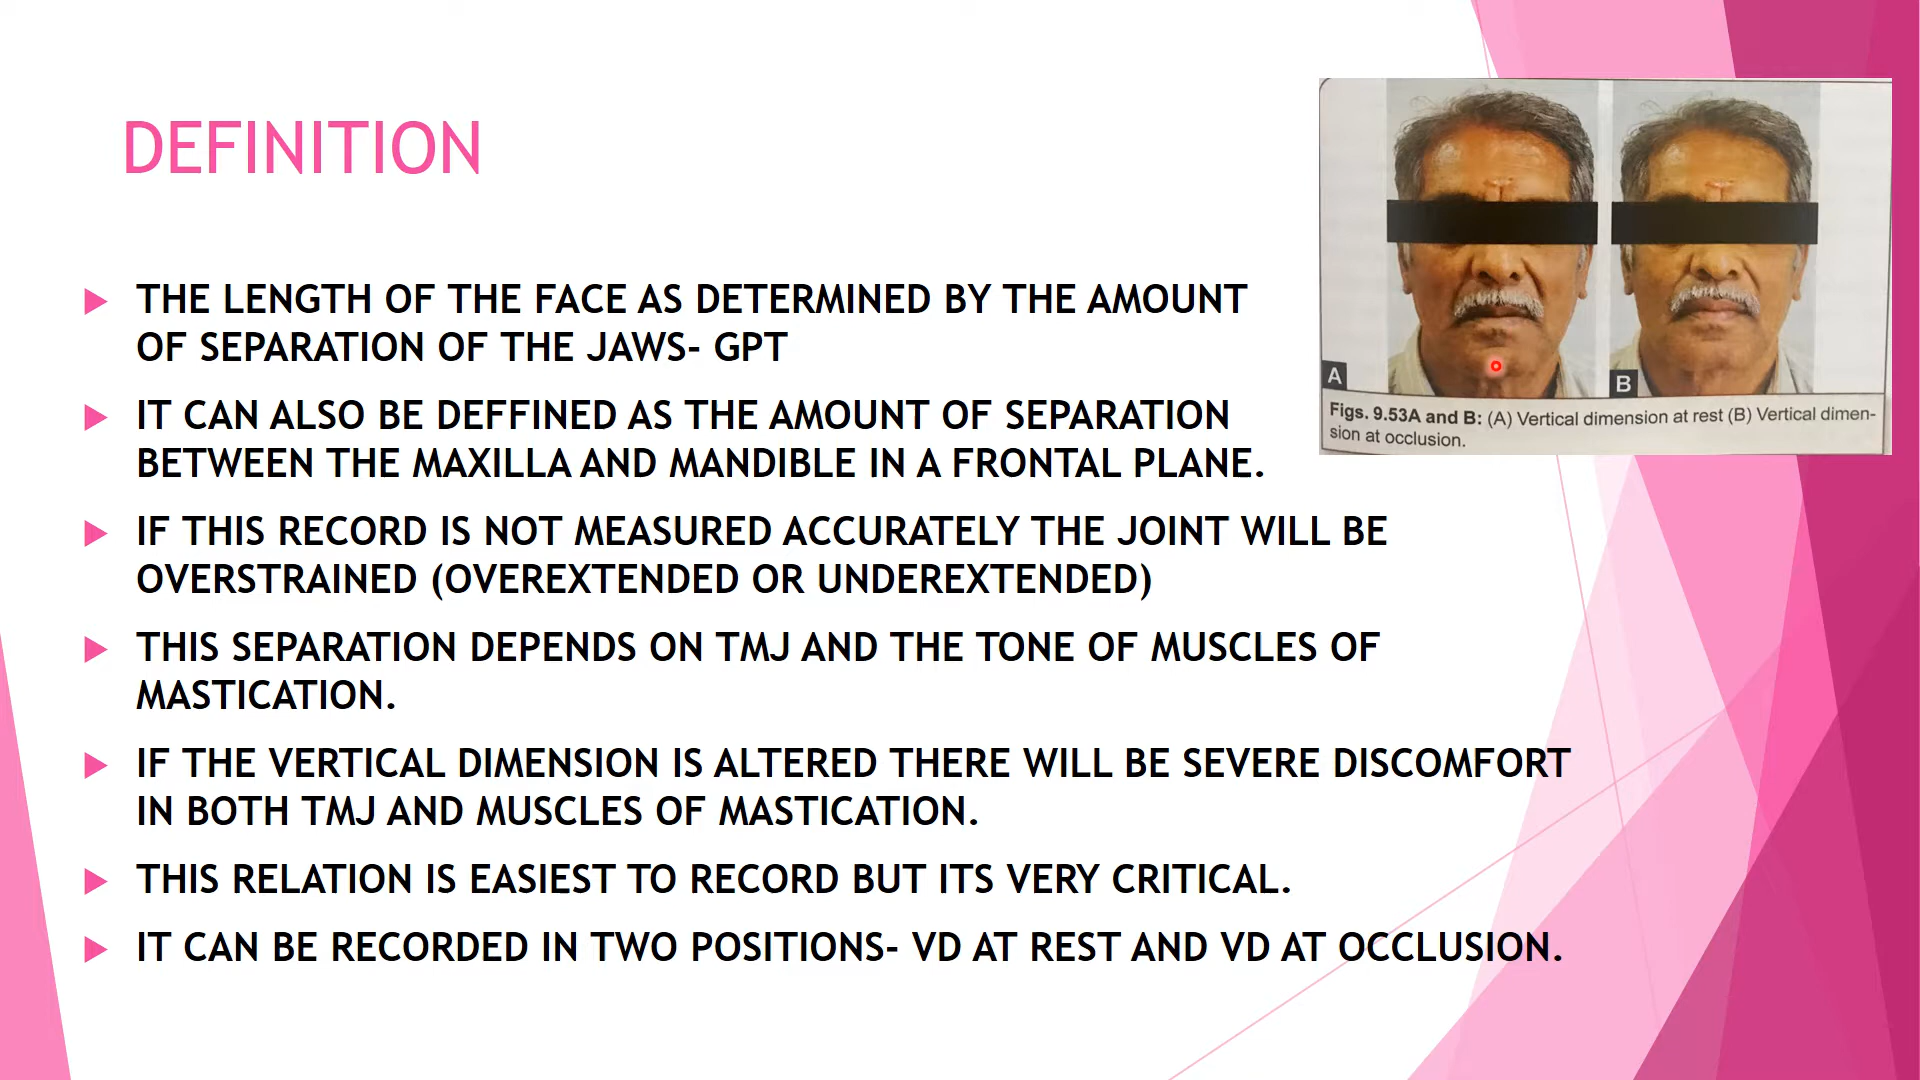 DEFINITION
THE LENGTH OF THE FACE AS DETERMINED BY THE AMOUNT
OF SEPARATION OF THE JAWS- GPT
IT CAN ALSO BE DEFFINED AS THE AMOUNT OF SEPARATION
BETWEEN THE MAXILLA AND MANDIBLE IN A FRONTAL PLANE.
IF THIS RECORD IS NOT MEASURED ACCURATELY THE JOINT WILL BE
OVERSTRAINED (OVEREXTENDED OR UNDEREXTENDED)
THIS SEPARATION DEPENDS ON TMJ AND THE TONE OF MUSCLES OF
MASTICATION.
IF THE VERTICAL DIMENSION IS ALTERED THERE WILL BE SEVERE DISCOMFORT
IN BOTH TMJ AND MUSCLES OF MASTICATION.
THIS RELATION IS EASIEST TO RECORD BUT ITS VERY CRITICAL.
IT CAN BE RECORDED IN TWO POSITIONS- VD AT REST AND VD AT OCCLUSION.
A
B
Figs. 9.53A and B: (A) Vertical dimension at rest (B) Vertical dimen-
sion at occlusion.